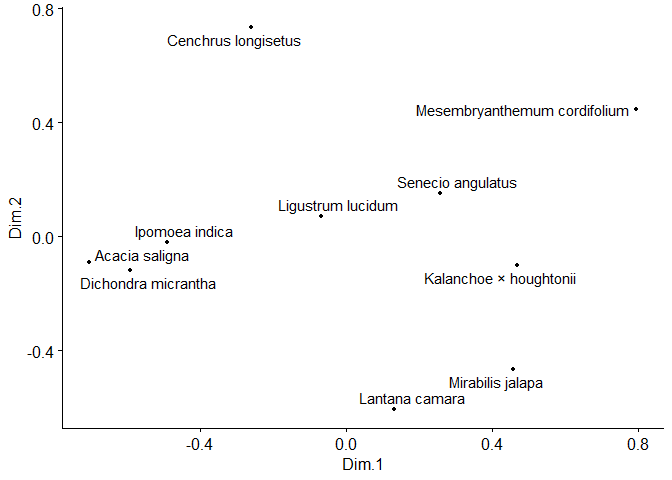 0.8
Cenchrus longisetus
Mesembryanthemum cordifolium
0.4
Senecio angulatus
Ligustrum lucidum
Dim.2
0.0
Ipomoea indica
Acacia saligna
Dichondra micrantha
Kalanchoe × houghtonii
-0.4
Mirabilis jalapa
Lantana camara
-0.4 0.0 0.4 0.8
Dim.1